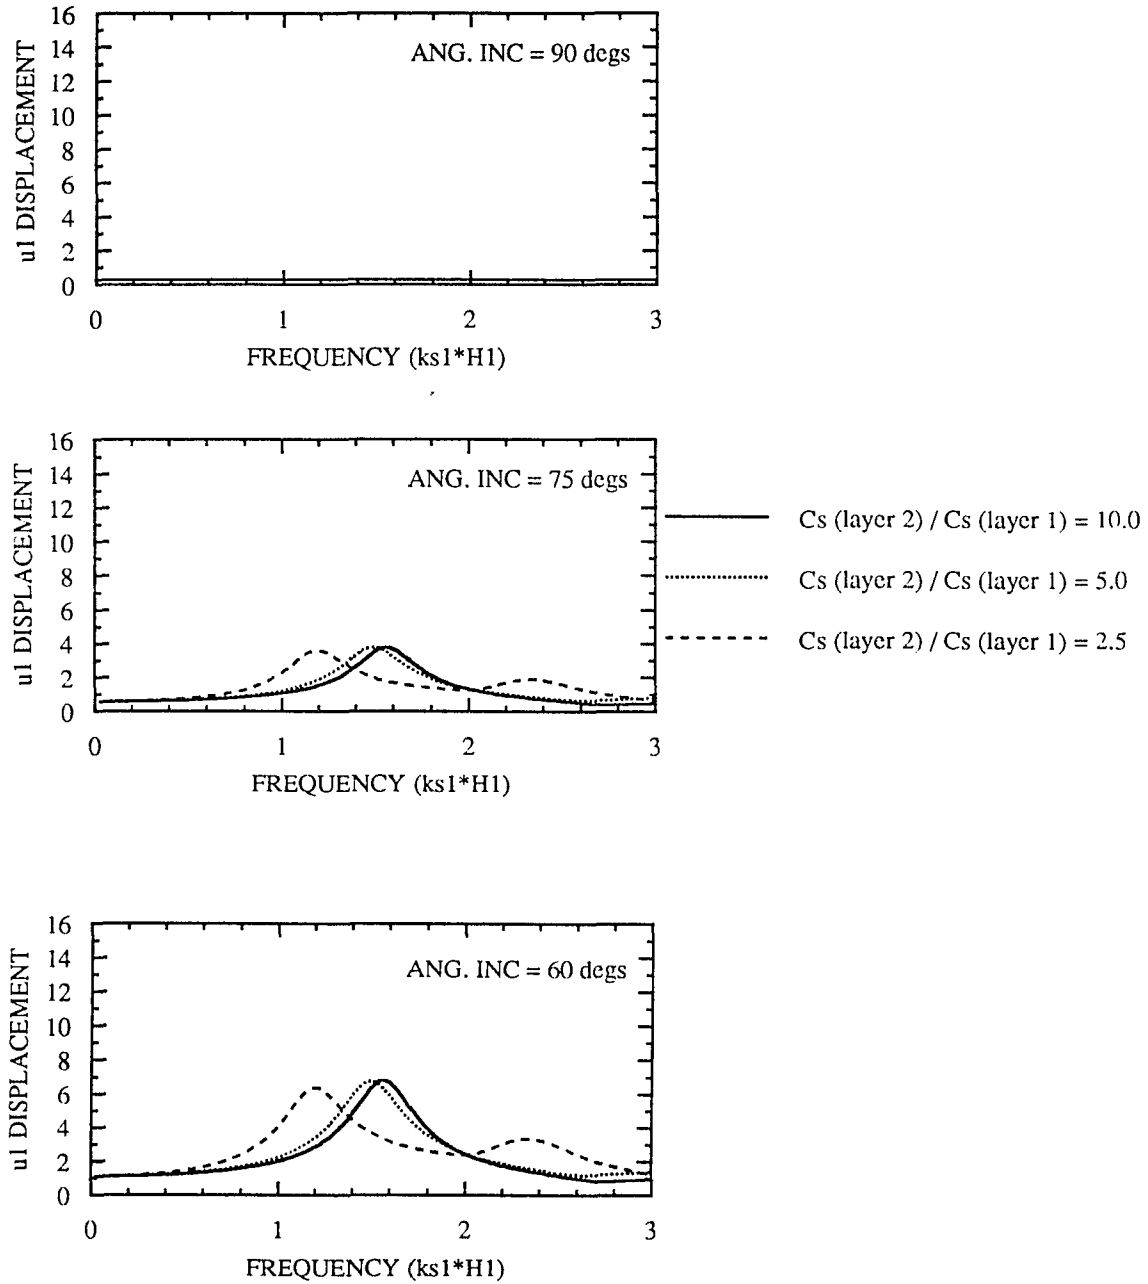 16
14
12
10
8
6
4
2
0
u1 DISPLACEMENT
ANG. INC = 90 degs
0 1 2 3
FREQUENCY (ks1*H1)
16
14
12
10
8
6
4
2
0
u1 DISPLACEMENT
ANG. INC = 75 degs
0 1 2 3
FREQUENCY (ks1*H1)
Cs (layer 2) / Cs (layer 1) = 10.0
Cs (layer 2) / Cs (layer 1) = 5.0
Cs (layer 2) / Cs (layer 1) = 2.5
16
14
12
10
8
6
4
2
0
u1 DISPLACEMENT
ANG. INC = 60 degs
0 1 2 3
FREQUENCY (ks1*H1)